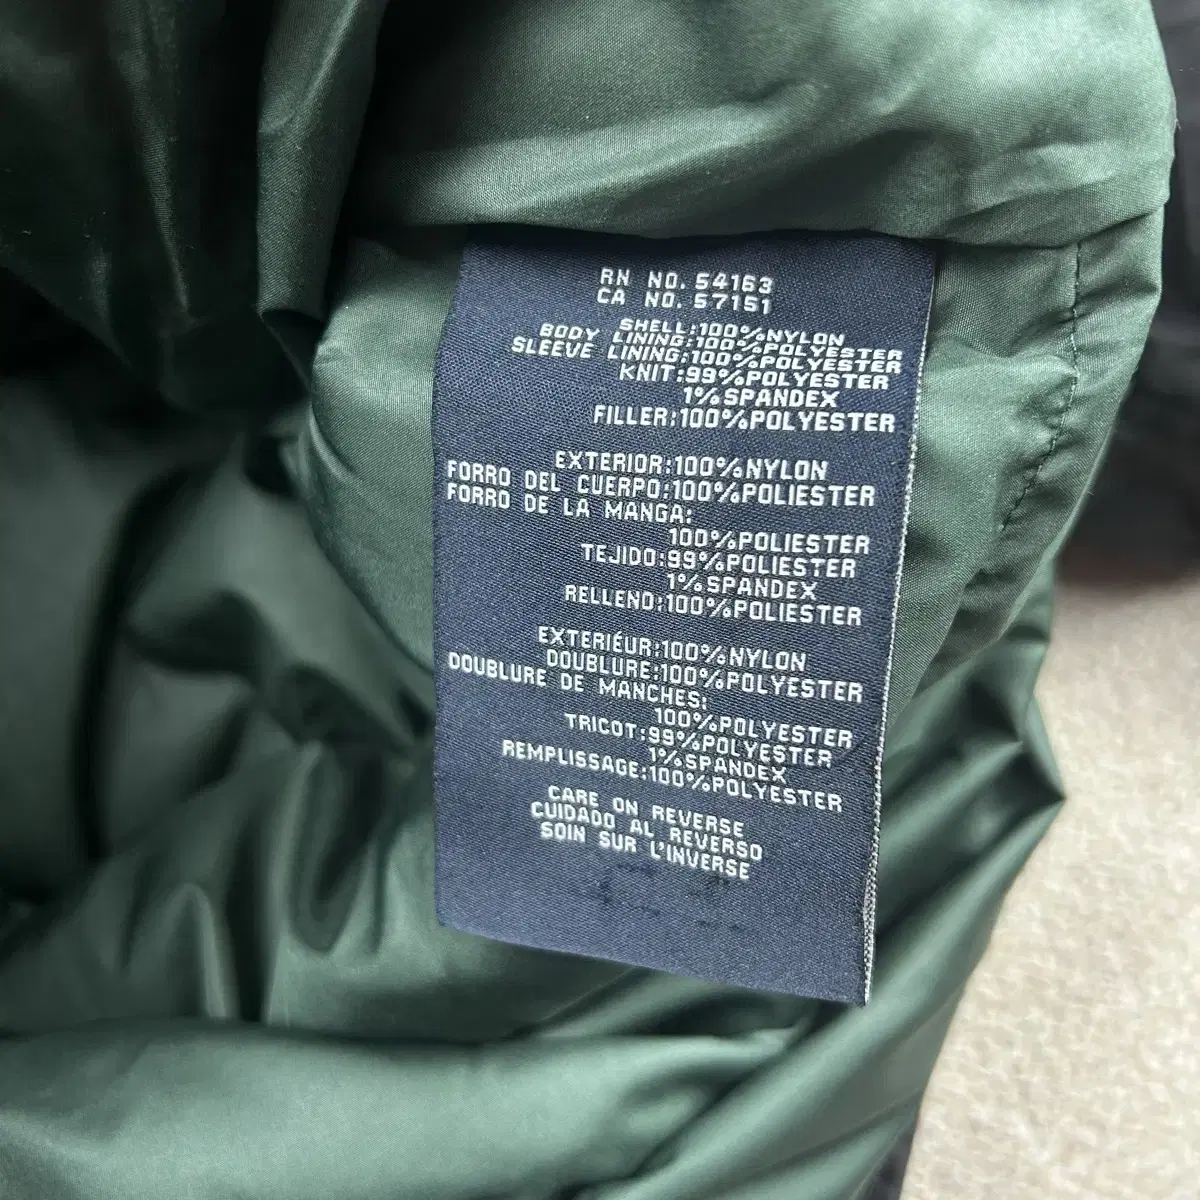 RN NO. 54163
CA NO. 57151
SHELL:100%NYLON
BODY LINING:100%POLYESTER
SLEEVE LINING:100%POLYESTER
KNIT:99%POLYESTER
1%SPANDEX
FILLER:100%POLYESTER
EXTERIOR:100%NYLON
FORRO DEL CUERPO:100%POLIESTER
FORRO DE LA MANGA:
100%POLIESTER
TEJIDO:99%POLIESTER
1%SPANDEX
RELLENO:100%POLIESTER
EXTERIÉUR:100%NYLON
DOUBLURE:100%POLYESTER
DOUBLURE DE MANCHES:
100%POLYESTER
TRICOT:99%POLYESTER
1%SPANDEX
REMPLISSAGE:100%POLYESTER
CARE ON REVERSE
CUIDADO AL REVERSO
SOIN SUR L'INVERSE